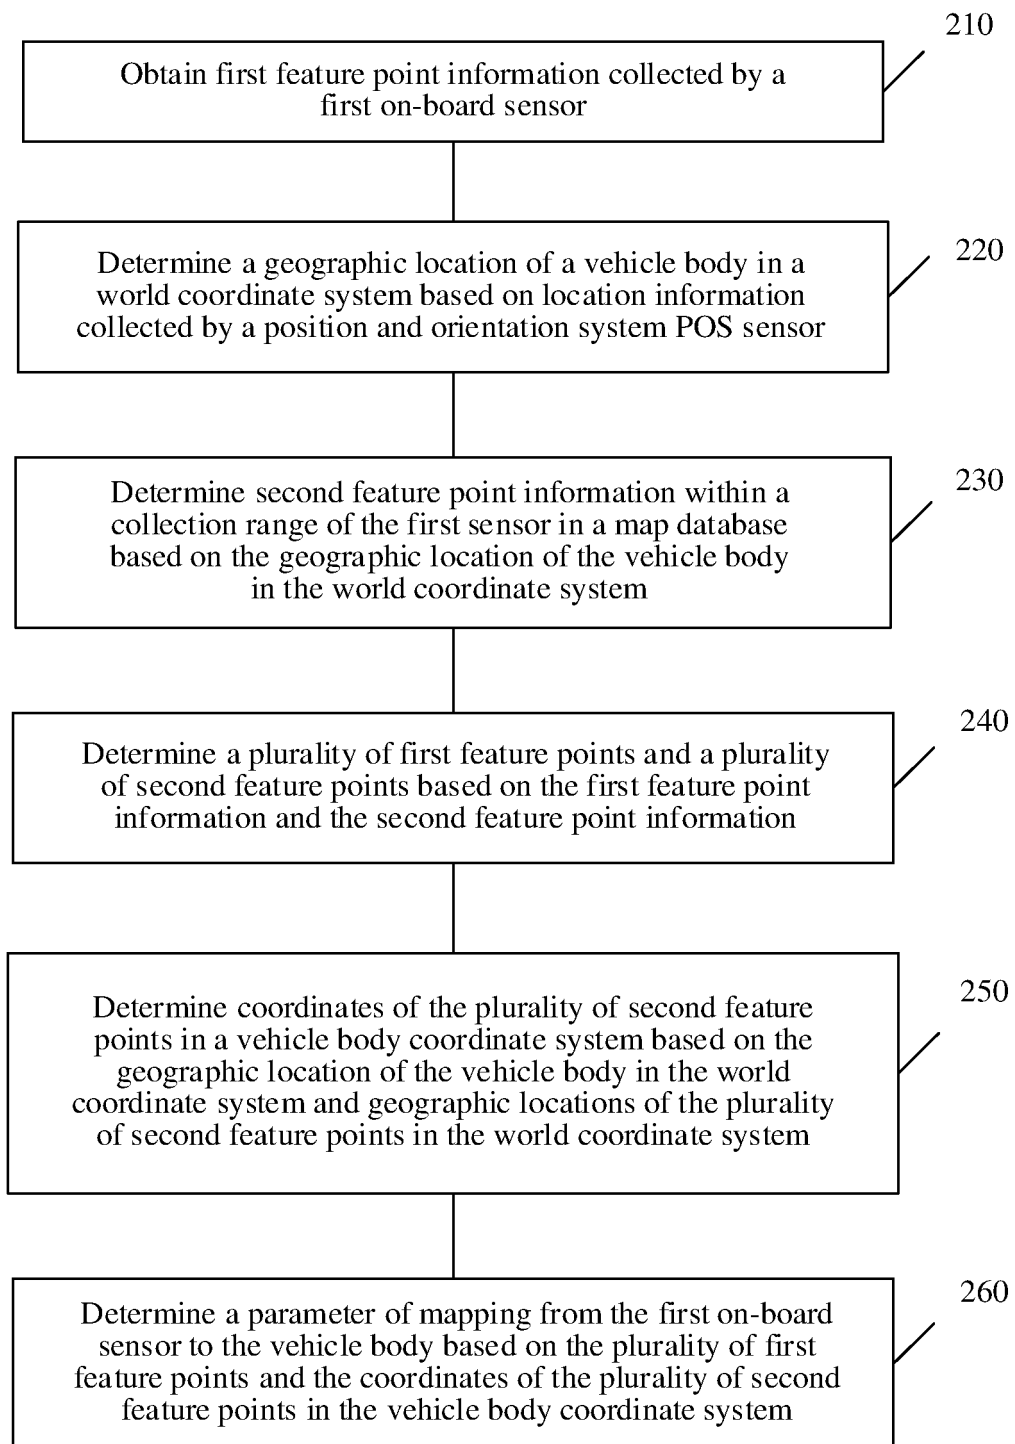 210
Obtain first feature point information collected by a
first on-board sensor
220
Determine a geographic location of a vehicle body in a
world coordinate system based on location information
collected by a position and orientation system POS sensor
230
Determine second feature point information within a
collection range of the first sensor in a map database
based on the geographic location of the vehicle body
in the world coordinate system
240
Determine a plurality of first feature points and a plurality
of second feature points based on the first feature point
information and the second feature point information
250
Determine coordinates of the plurality of second feature
points in a vehicle body coordinate system based on the
geographic location of the vehicle body in the world
coordinate system and geographic locations of the plurality
of second feature points in the world coordinate system
260
Determine a parameter of mapping from the first on-board
sensor to the vehicle body based on the plurality of first
feature points and the coordinates of the plurality of second
feature points in the vehicle body coordinate system